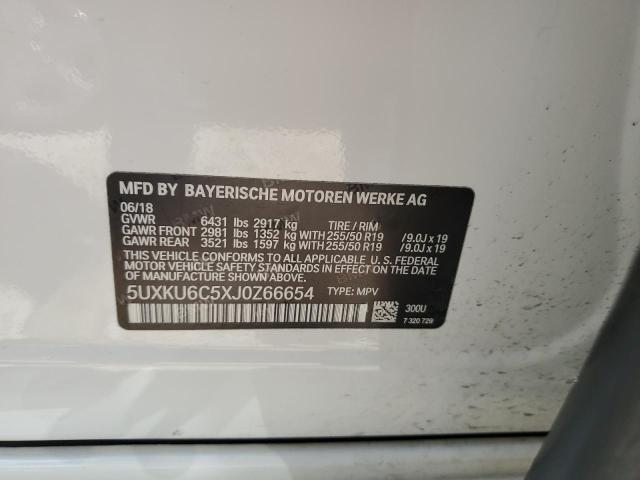 MFD BY BAYERISCHE MOTOREN WERKE AG
06/18
GVWR 6431 lbs 2917 kg TIRE / RIM
GAWR FRONT 2981 lbs 1352 kg WITH 255/50 R19 /9.0J x 19
GAWR REAR 3521 lbs 1597 kg WITH 255/50 R19 /9.0J x 19
THIS VEHICLE CONFORMS TO ALL APPLICABLE U. S. FEDERAL
MOTOR VEHICLE SAFETY STANDARDS IN EFFECT ON THE DATE
OF MANUFACTURE SHOWN ABOVE.
5UXKU6C5XJ0Z66654 TYPE: MPV
300U
7 320 729